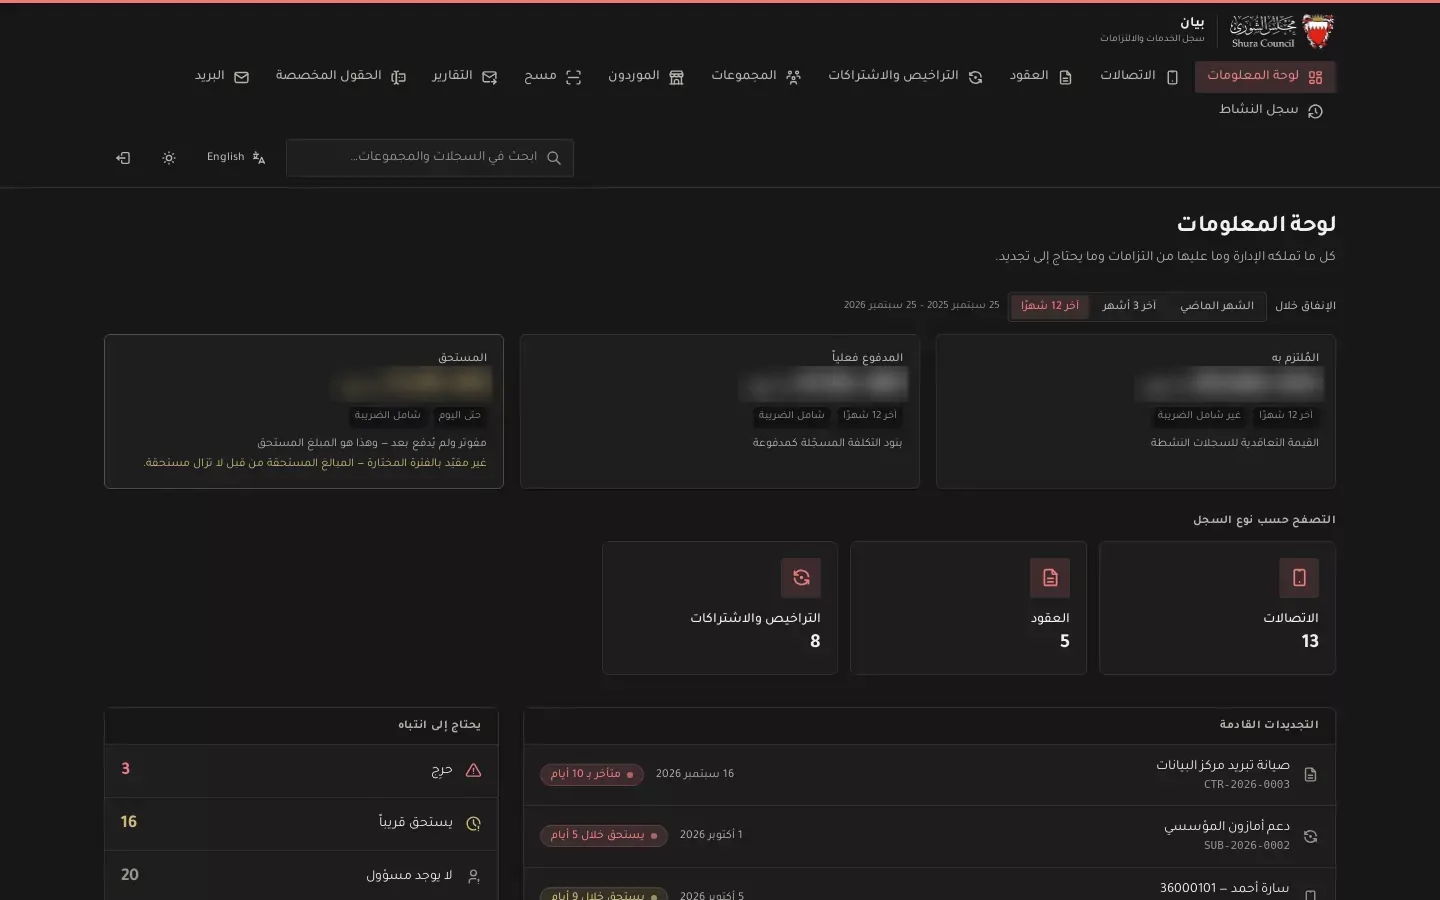 مجلس الشورى
Shura Council
بيان
سجل الخدمات والالتزامات
لوحة المعلومات
الاتصالات
العقود
التراخيص والاشتراكات
المجموعات
الموردون
مسح
التقارير
الحقول المخصصة
البريد
سجل النشاط
ابحث في السجلات والمجموعات...
English
لوحة المعلومات
كل ما تملكه الإدارة وما عليها من التزامات وما يحتاج إلى تجديد.
الإنفاق خلال
الشهر الماضي
آخر 3 أشهر
آخر 12 شهرًا
25 سبتمبر 2025 - 25 سبتمبر 2026
المُلتزم به
آخر 12 شهرًا
غير شامل الضريبة
القيمة التعاقدية للسجلات النشطة
المدفوع فعلياً
آخر 12 شهرًا
شامل الضريبة
بنود التكلفة المسجّلة كمدفوعة
المستحق
حتى اليوم
شامل الضريبة
مفوتر ولم يُدفع بعد – وهذا هو المبلغ المستحق
غير مقيّد بالفترة المختارة – المبالغ المستحقة من قبل لا تزال مستحقة.
التصفح حسب نوع السجل
الاتصالات
13
العقود
5
التراخيص والاشتراكات
8
التجديدات القادمة
صيانة تبريد مركز البيانات
CTR-2026-0003
16 سبتمبر 2026
متأخر بـ 10 أيام
دعم أمازون المؤسسي
SUB-2026-0002
1 أكتوبر 2026
يستحق خلال 5 أيام
سارة أحمد – 36000101
5 أكتوبر 2026
يستحق خلال 9 أيام
يحتاج إلى انتباه
حرج
3
يستحق قريباً
16
لا يوجد مسؤول
20